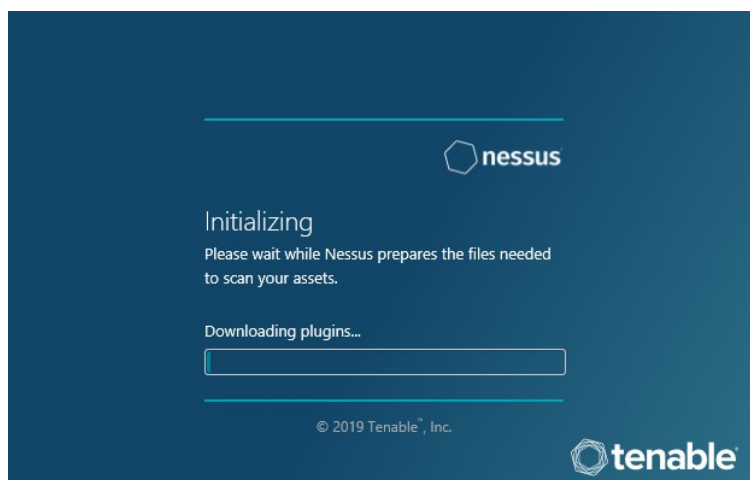 nessus
Initializing
Please wait while Nessus prepares the files needed
to scan your assets.
Downloading plugins...
© 2019 Tenable™, Inc.
tenable